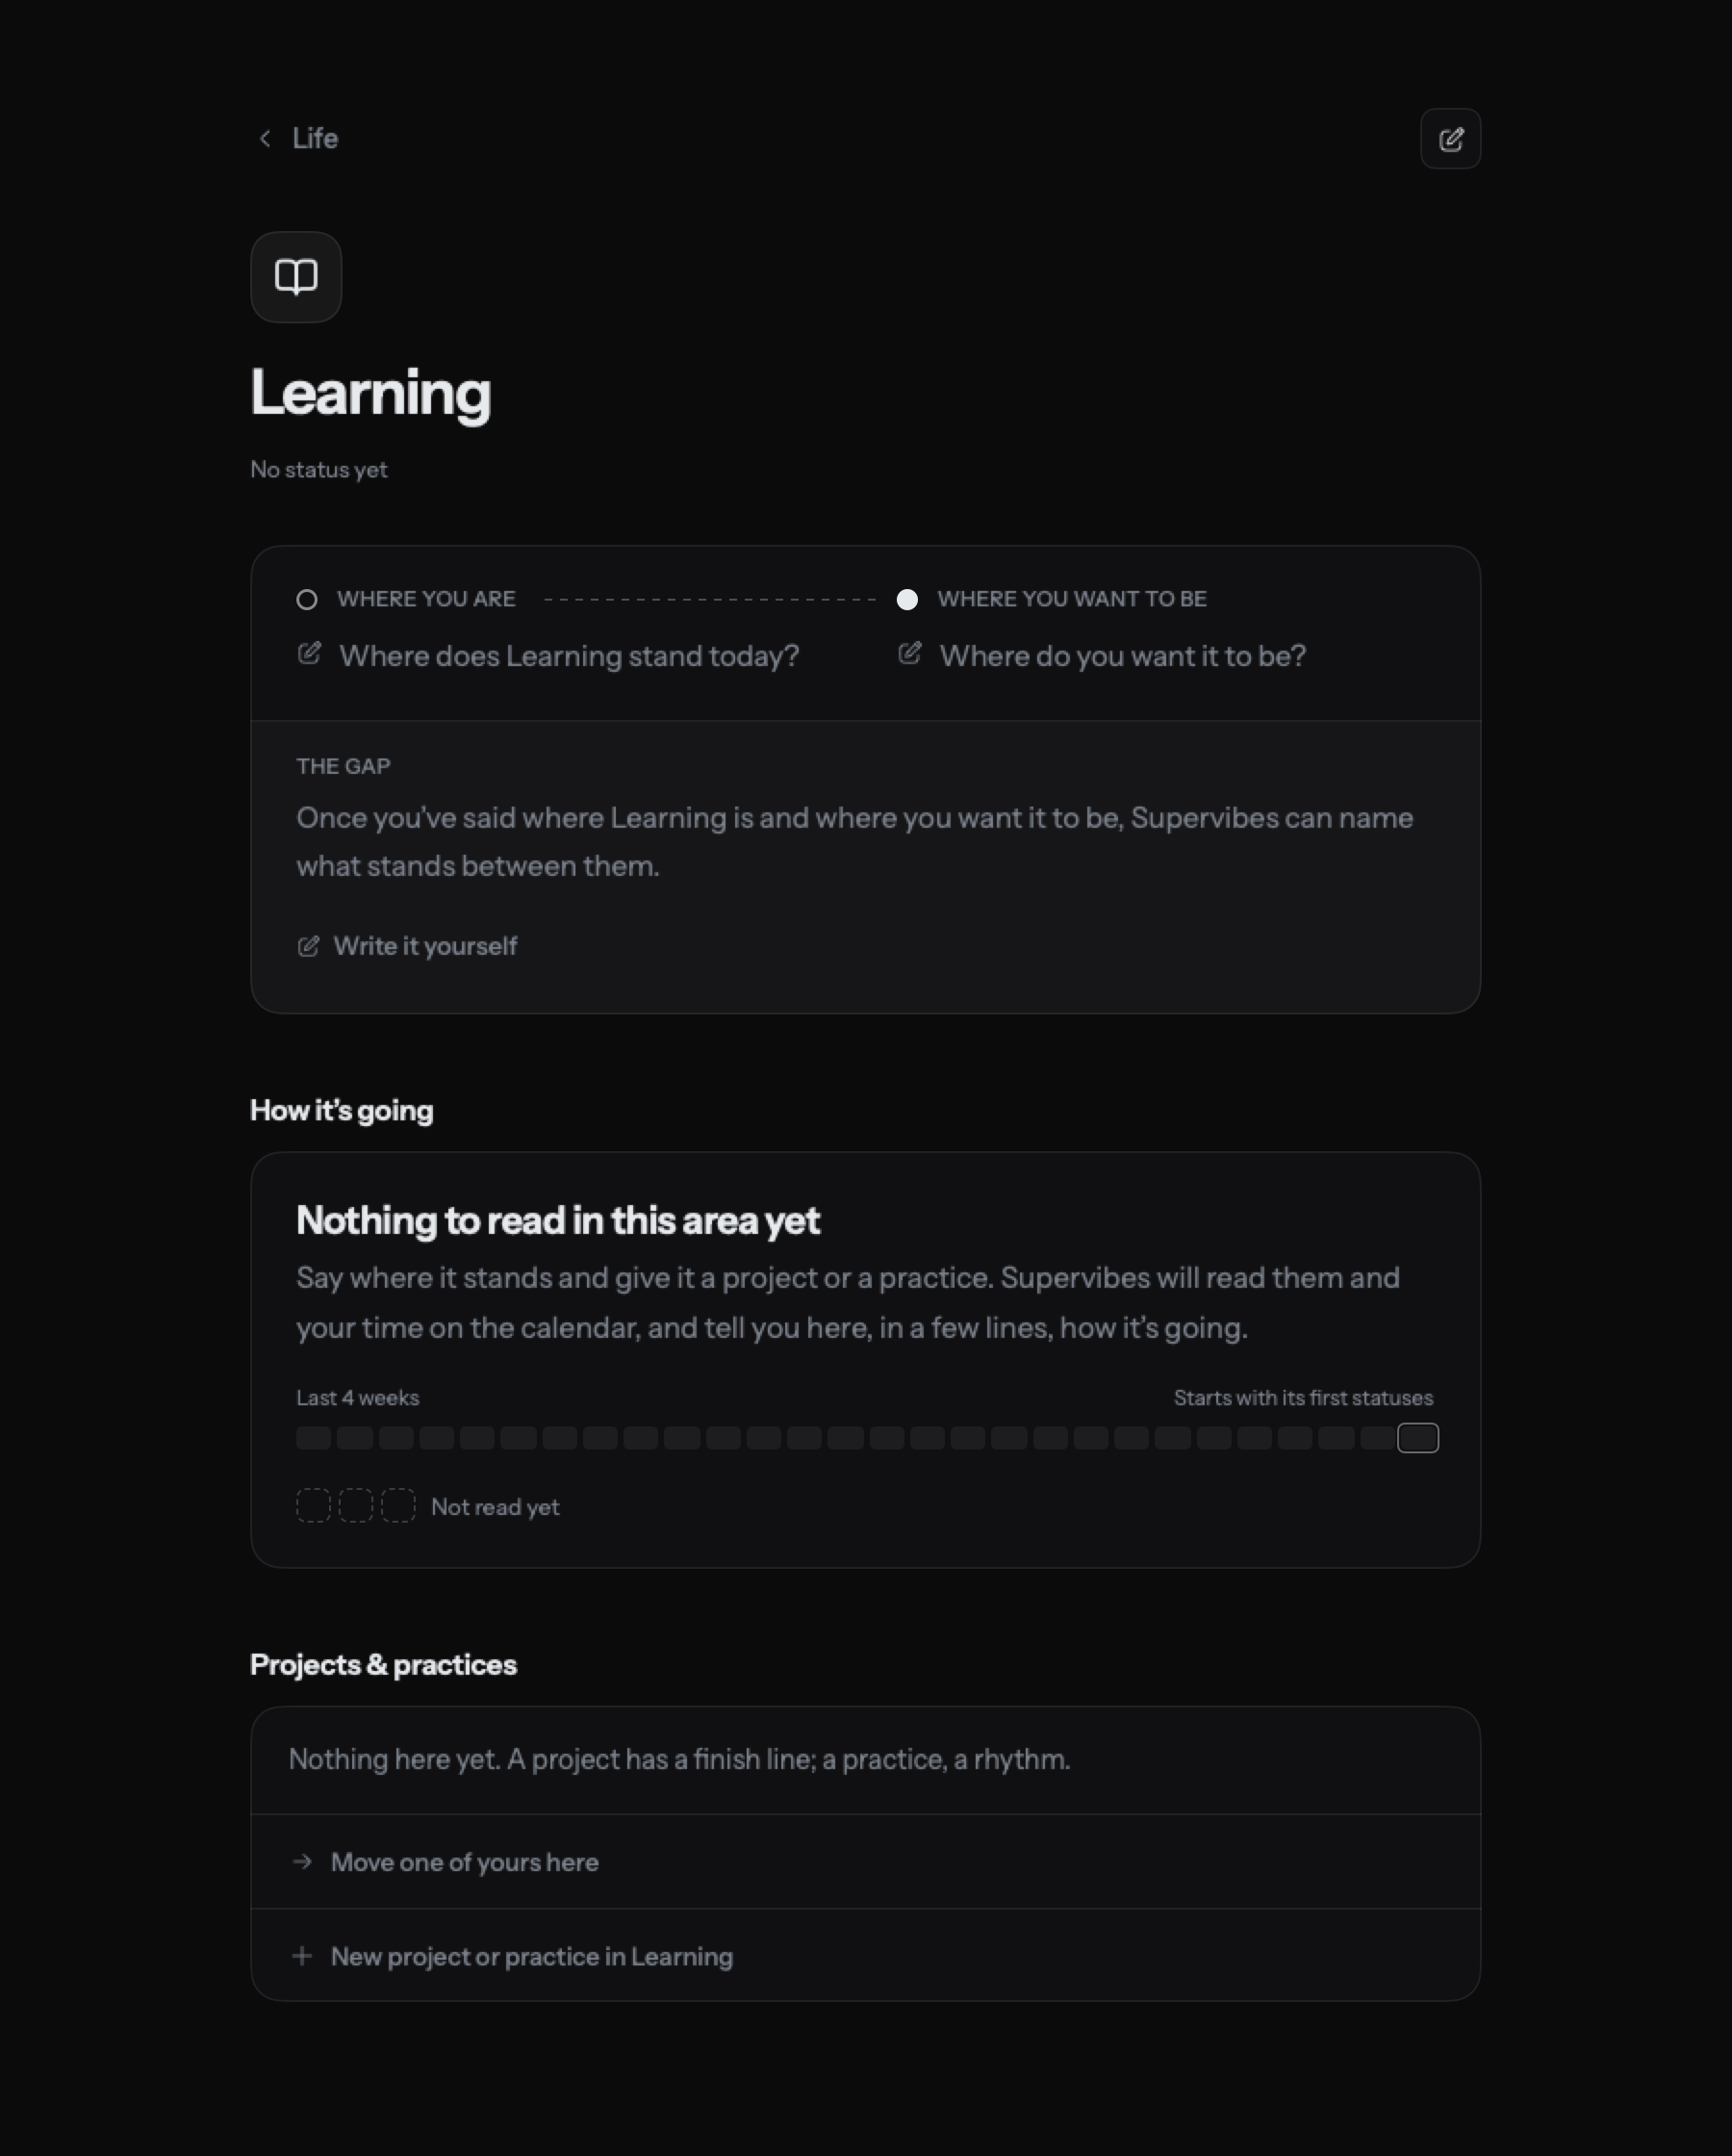 Life
Learning
No status yet
WHERE YOU ARE
WHERE YOU WANT TO BE
Where does Learning stand today?
Where do you want it to be?
THE GAP
Once you’ve said where Learning is and where you want it to be, Supervibes can name
what stands between them.
Write it yourself
How it’s going
Nothing to read in this area yet
Say where it stands and give it a project or a practice. Supervibes will read them and
your time on the calendar, and tell you here, in a few lines, how it’s going.
Last 4 weeks
Starts with its first statuses
Not read yet
Projects & practices
Nothing here yet. A project has a finish line; a practice, a rhythm.
Move one of yours here
New project or practice in Learning